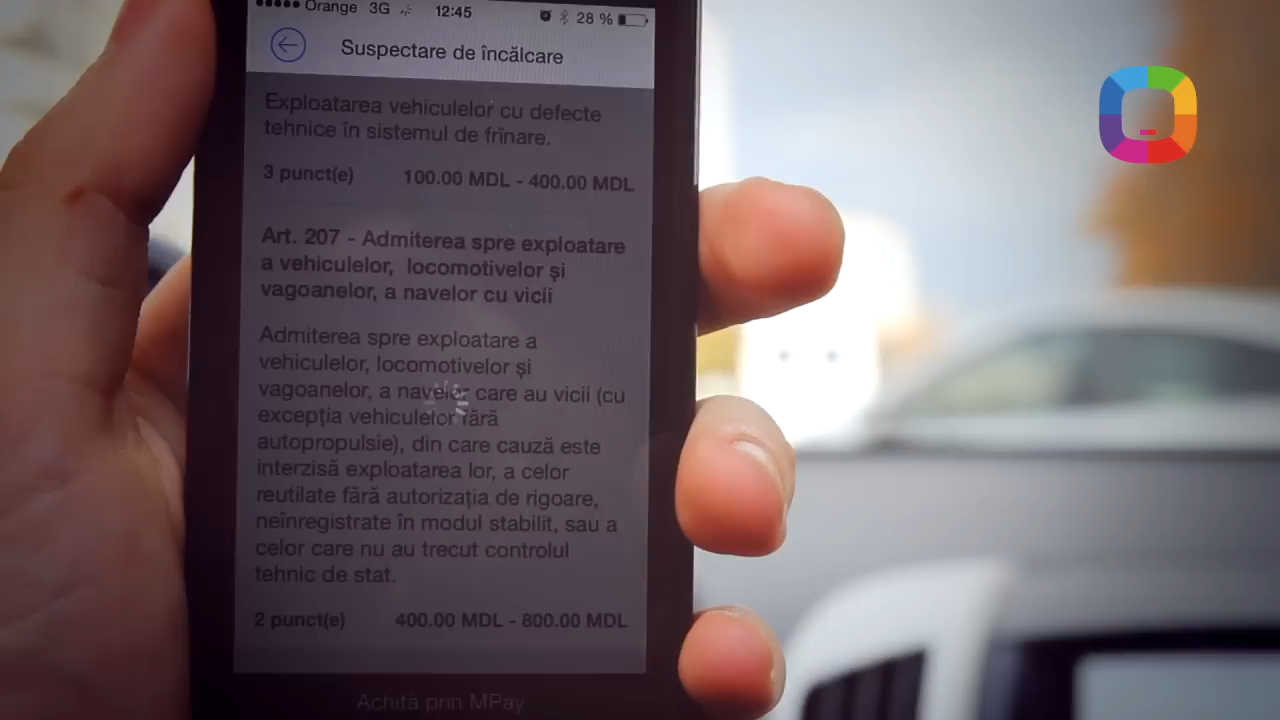 Orange 3G 12:45 28 %
Suspectare de încălcare
Exploatarea vehiculelor cu defecte
tehnice în sistemul de frînare,
3 punct(e) 100.00 MDL - 400.00 MDL
Art. 207 - Admiterea spre exploatare
a vehiculelor, locomotivelor și
vagoanelor, a navelor cu vicii
Admiterea spre exploatare a
vehiculelor, locomotivelor și
vagoanelor, a navelor care au vicii (cu
excepția vehiculelor fără
autopropulsie), din care cauză este
interzisă exploatarea lor, a celor
reutilate fără autorizația de rigoare,
neînregistrate în modul stabilit, sau a
celor care nu au trecut controlul
tehnic de stat.
2 punct(e) 400.00 MDL - 800.00 MDL
Achită prin MPay